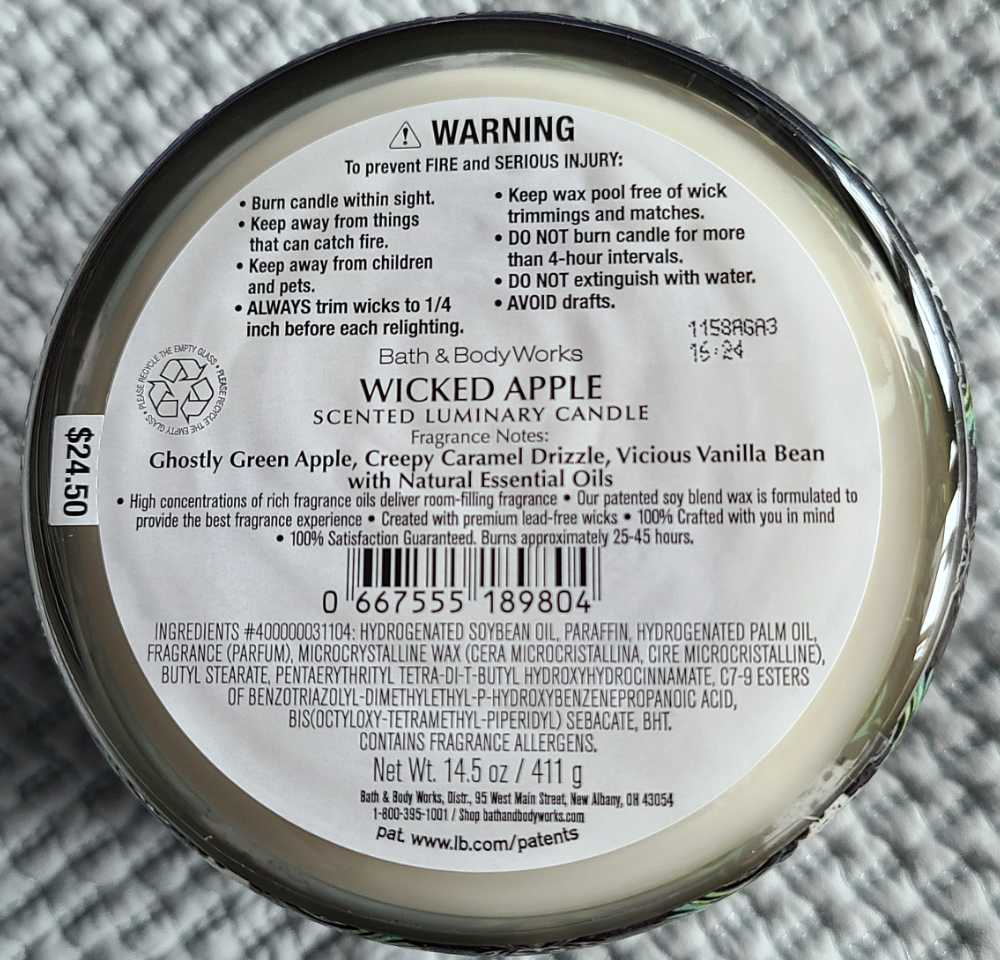 WARNING
To prevent FIRE and SERIOUS INJURY:
• Burn candle within sight.
• Keep away from things
that can catch fire.
• Keep away from children
and pets.
• ALWAYS trim wicks to 1/4
inch before each relighting.
• Keep wax pool free of wick
trimmings and matches.
• DO NOT burn candle for more
than 4-hour intervals.
• DO NOT extinguish with water.
• AVOID drafts.
1158AGA3
15:24
PLEASE RECYCLE THE EMPTY GLASS • PLEASE RECYCLE THE EMPTY GLASS •
Bath & Body Works
WICKED APPLE
SCENTED LUMINARY CANDLE
$24.50
Fragrance Notes:
Ghostly Green Apple, Creepy Caramel Drizzle, Vicious Vanilla Bean
with Natural Essential Oils
• High concentrations of rich fragrance oils deliver room-filling fragrance • Our patented soy blend wax is formulated to
provide the best fragrance experience • Created with premium lead-free wicks • 100% Crafted with you in mind
• 100% Satisfaction Guaranteed. Burns approximately 25-45 hours.
0 667555 189804
INGREDIENTS #400000031104: HYDROGENATED SOYBEAN OIL, PARAFFIN, HYDROGENATED PALM OIL,
FRAGRANCE (PARFUM), MICROCRYSTALLINE WAX (CERA MICROCRISTALLINA, CIRE MICROCRISTALLINE),
BUTYL STEARATE, PENTAERYTHRITYL TETRA-DI-T-BUTYL HYDROXYHYDROCINNAMATE, C7-9 ESTERS
OF BENZOTRIAZOLYL-DIMETHYLETHYL-P-HYDROXYBENZENEPROPANOIC ACID,
BIS(OCTYLOXY-TETRAMETHYL-PIPERIDYL) SEBACATE, BHT.
CONTAINS FRAGRANCE ALLERGENS.
Net Wt. 14.5 oz / 411 g
Bath & Body Works, Distr., 95 West Main Street, New Albany, OH 43054
1-800-395-1001 / Shop bathandbodyworks.com
pat. www.lb.com/patents